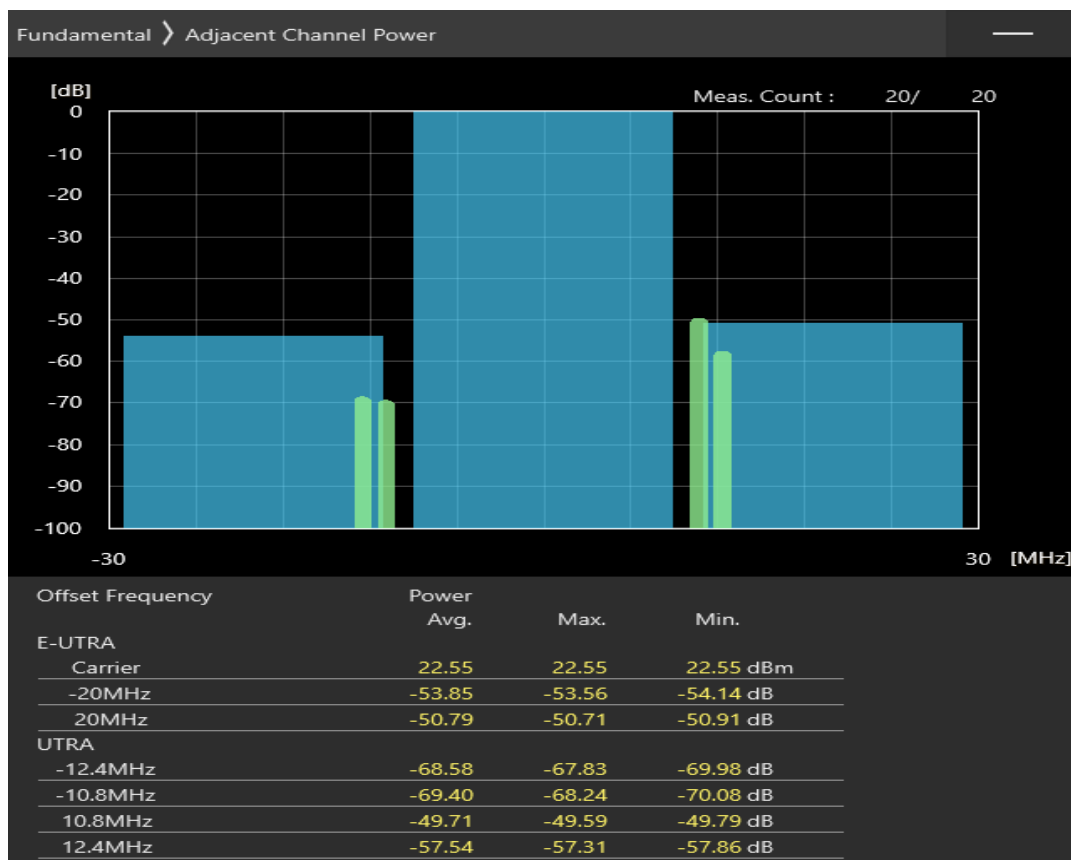 Fundamental ❯ Adjacent Channel Power
[dB]
Meas. Count : 20/ 20
0
-10
-20
-30
-40
-50
-60
-70
-80
-90
-100
-30 30 [MHz]
Offset Frequency Power
Avg. Max. Min.
E-UTRA
Carrier 22.55 22.55 22.55 dBm
-20MHz -53.85 -53.56 -54.14 dB
20MHz -50.79 -50.71 -50.91 dB
UTRA
-12.4MHz -68.58 -67.83 -69.98 dB
-10.8MHz -69.40 -68.24 -70.08 dB
10.8MHz -49.71 -49.59 -49.79 dB
12.4MHz -57.54 -57.31 -57.86 dB